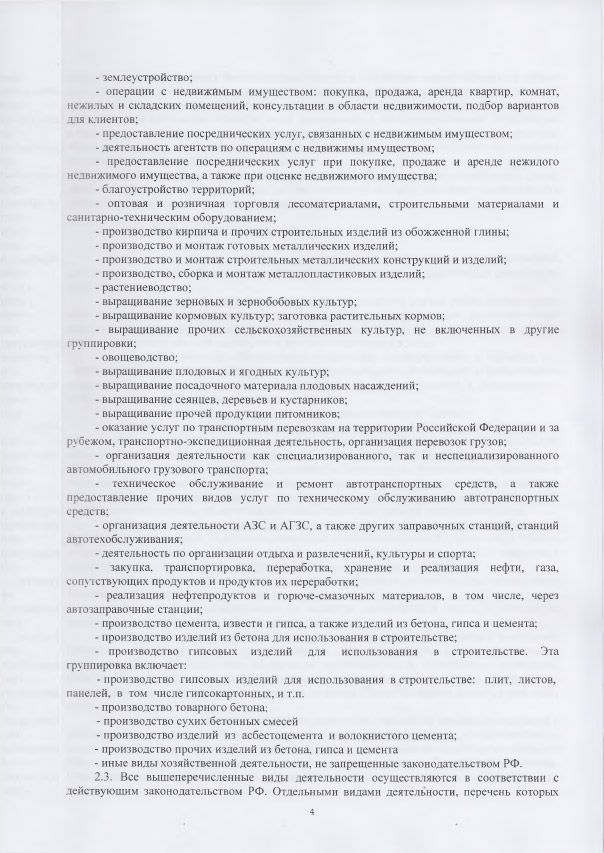 - землеустройство;
- операции с недвижимым имуществом: покупка, продажа, аренда квартир, комнат,
нежилых и складских помещений, консультации в области недвижимости, подбор вариантов
для клиентов;
- предоставление посреднических услуг, связанных с недвижимым имуществом;
- деятельность агентств по операциям с недвижимы имуществом;
- предоставление посреднических услуг при покупке, продаже и аренде нежилого
недвижимого имущества, а также при оценке недвижимого имущества;
- благоустройство территорий;
- оптовая и розничная торговля лесоматериалами, строительными материалами и
санитарно-техническим оборудованием;
- производство кирпича и прочих строительных изделий из обожженной глины;
- производство и монтаж готовых металлических изделий;
- производство и монтаж строительных металлических конструкций и изделий;
- производство, сборка и монтаж металлопластиковых изделий;
- растениеводство;
- выращивание зерновых и зернобобовых культур;
- выращивание кормовых культур; заготовка растительных кормов;
- выращивание прочих сельскохозяйственных культур, не включенных в другие
группировки;
- овощеводство;
- выращивание плодовых и ягодных культур;
- выращивание посадочного материала плодовых насаждений;
- выращивание сеянцев, деревьев и кустарников;
- выращивание прочей продукции питомников;
- оказание услуг по транспортным перевозкам на территории Российской Федерации и за
рубежом, транспортно-экспедиционная деятельность, организация перевозок грузов;
- организация деятельности как специализированного, так и неспециализированного
автомобильного грузового транспорта;
- техническое обслуживание и ремонт автотранспортных средств, а также
предоставление прочих видов услуг по техническому обслуживанию автотранспортных
средств;
- организация деятельности АЗС и АГЗС, а также других заправочных станций, станций
автотехобслуживания;
- деятельность по организации отдыха и развлечений, культуры и спорта;
- закупка, транспортировка, переработка, хранение и реализация нефти, газа,
сопутствующих продуктов и продуктов их переработки;
- реализация нефтепродуктов и горюче-смазочных материалов, в том числе, через
автозаправочные станции;
- производство цемента, извести и гипса, а также изделий из бетона, гипса и цемента;
- производство изделий из бетона для использования в строительстве;
- производство гипсовых изделий для использования в строительстве. Эта
группировка включает:
- производство гипсовых изделий для использования в строительстве: плит, листов,
панелей, в том числе гипсокартонных, и т.п.
- производство товарного бетона;
- производство сухих бетонных смесей
- производство изделий из асбестоцемента и волокнистого цемента;
- производство прочих изделий из бетона, гипса и цемента
- иные виды хозяйственной деятельности, не запрещенные законодательством РФ.
2.3. Все вышеперечисленные виды деятельности осуществляются в соответствии с
действующим законодательством РФ. Отдельными видами деятельности, перечень которых
4